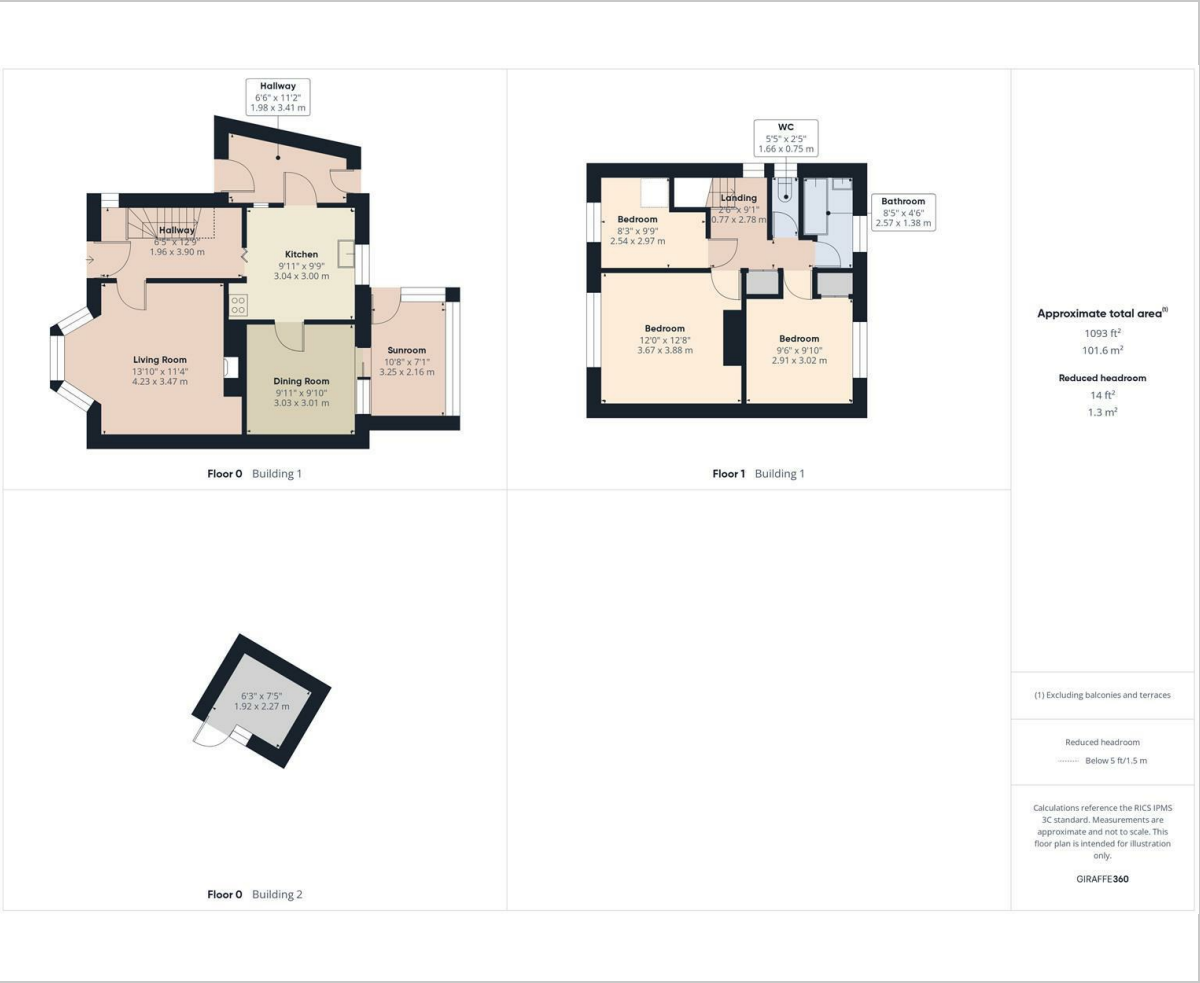 Hallway
6'6" x 11'2"
1.98 x 3.41 m
Hallway
6'5" x 12'9"
1.96 x 3.90 m
Kitchen
9'11" x 9'9"
3.04 x 3.00 m
Living Room
13'10" x 11'4"
4.23 x 3.47 m
Dining Room
9'11" x 9'10"
3.03 x 3.01 m
Sunroom
10'8" x 7'1"
3.25 x 2.16 m
Floor 0 Building 1
WC
5'5" x 2'5"
1.66 x 0.75 m
Landing
2'6" x 9'1"
0.77 x 2.78 m
Bathroom
8'5" x 4'6"
2.57 x 1.38 m
Bedroom
8'3" x 9'9"
2.54 x 2.97 m
Bedroom
12'0" x 12'8"
3.67 x 3.88 m
Bedroom
9'6" x 9'10"
2.91 x 3.02 m
Floor 1 Building 1
6'3" x 7'5"
1.92 x 2.27 m
Floor 0 Building 2
Approximate total area(1)
1093 ft²
101.6 m²
Reduced headroom
14 ft²
1.3 m²
(1) Excluding balconies and terraces
Reduced headroom
Below 5 ft/1.5 m
Calculations reference the RICS IPMS
3C standard. Measurements are
approximate and not to scale. This
floor plan is intended for illustration
only.
GIRAFFE360